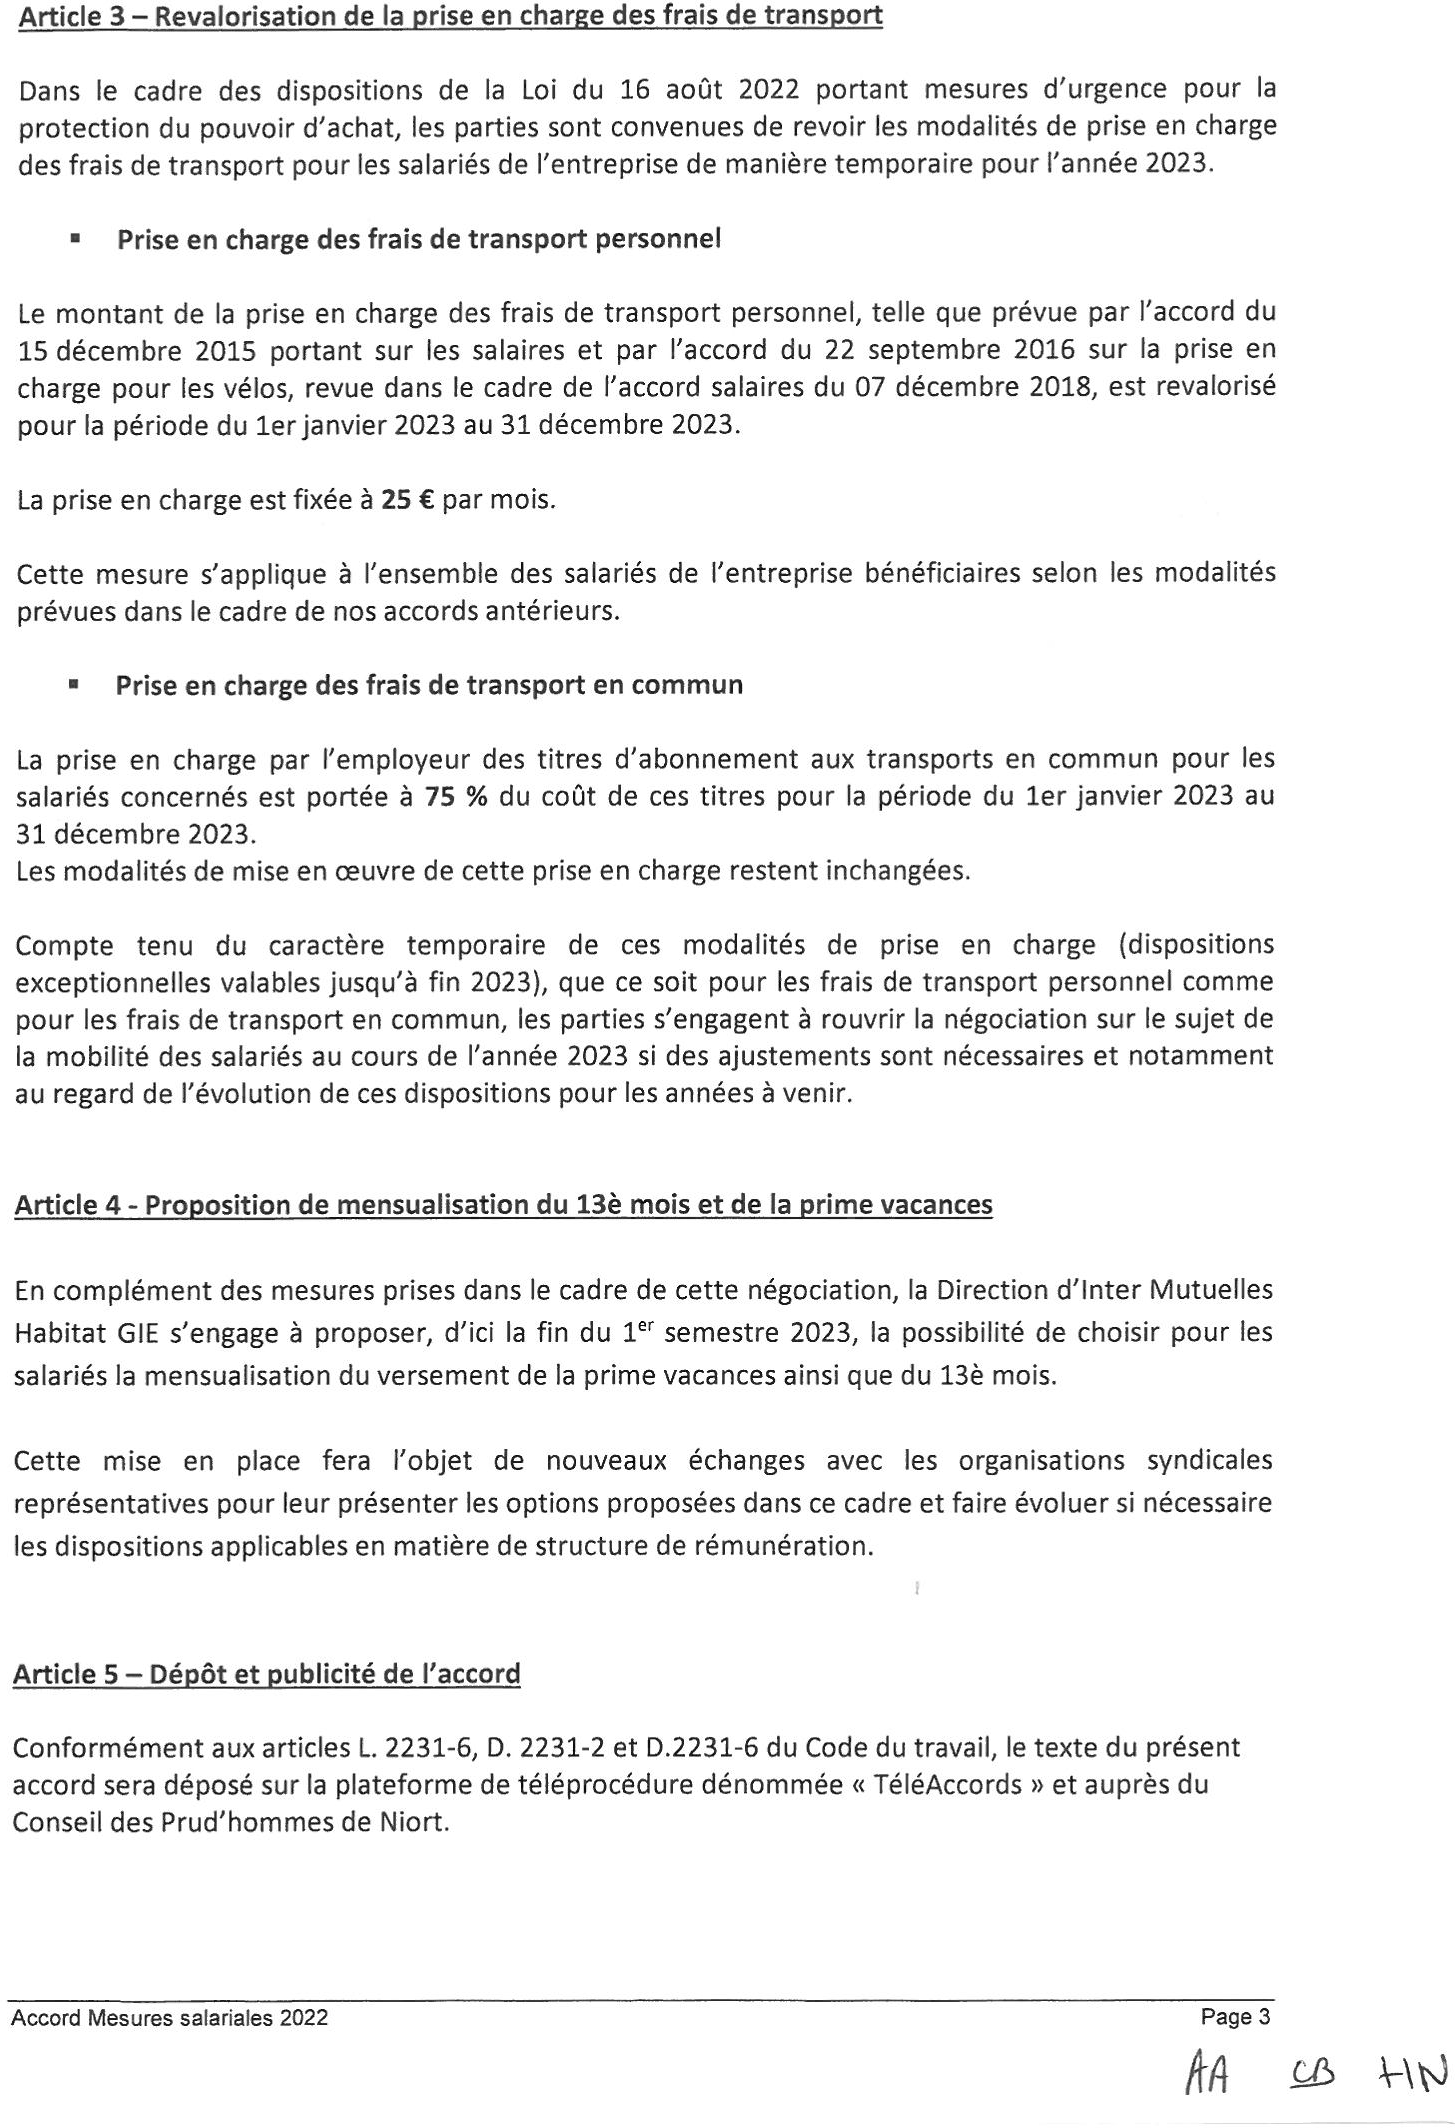 Article 3 – Revalorisation de la prise en charge des frais de transport
Dans le cadre des dispositions de la Loi du 16 août 2022 portant mesures d’urgence pour la
protection du pouvoir d’achat, les parties sont convenues de revoir les modalités de prise en charge
des frais de transport pour les salariés de l’entreprise de manière temporaire pour l’année 2023.
▪ Prise en charge des frais de transport personnel
Le montant de la prise en charge des frais de transport personnel, telle que prévue par l’accord du
15 décembre 2015 portant sur les salaires et par l’accord du 22 septembre 2016 sur la prise en
charge pour les vélos, revue dans le cadre de l’accord salaires du 07 décembre 2018, est revalorisé
pour la période du 1er janvier 2023 au 31 décembre 2023.
La prise en charge est fixée à 25 € par mois.
Cette mesure s’applique à l’ensemble des salariés de l’entreprise bénéficiaires selon les modalités
prévues dans le cadre de nos accords antérieurs.
▪ Prise en charge des frais de transport en commun
La prise en charge par l’employeur des titres d’abonnement aux transports en commun pour les
salariés concernés est portée à 75 % du coût de ces titres pour la période du 1er janvier 2023 au
31 décembre 2023.
Les modalités de mise en œuvre de cette prise en charge restent inchangées.
Compte tenu du caractère temporaire de ces modalités de prise en charge (dispositions
exceptionnelles valables jusqu’à fin 2023), que ce soit pour les frais de transport personnel comme
pour les frais de transport en commun, les parties s’engagent à rouvrir la négociation sur le sujet de
la mobilité des salariés au cours de l’année 2023 si des ajustements sont nécessaires et notamment
au regard de l’évolution de ces dispositions pour les années à venir.
Article 4 - Proposition de mensualisation du 13è mois et de la prime vacances
En complément des mesures prises dans le cadre de cette négociation, la Direction d’Inter Mutuelles
Habitat GIE s’engage à proposer, d’ici la fin du 1er semestre 2023, la possibilité de choisir pour les
salariés la mensualisation du versement de la prime vacances ainsi que du 13è mois.
Cette mise en place fera l’objet de nouveaux échanges avec les organisations syndicales
représentatives pour leur présenter les options proposées dans ce cadre et faire évoluer si nécessaire
les dispositions applicables en matière de structure de rémunération.
Article 5 – Dépôt et publicité de l’accord
Conformément aux articles L. 2231-6, D. 2231-2 et D.2231-6 du Code du travail, le texte du présent
accord sera déposé sur la plateforme de téléprocédure dénommée « TéléAccords » et auprès du
Conseil des Prud’hommes de Niort.
Accord Mesures salariales 2022 Page 3
AA CB HN